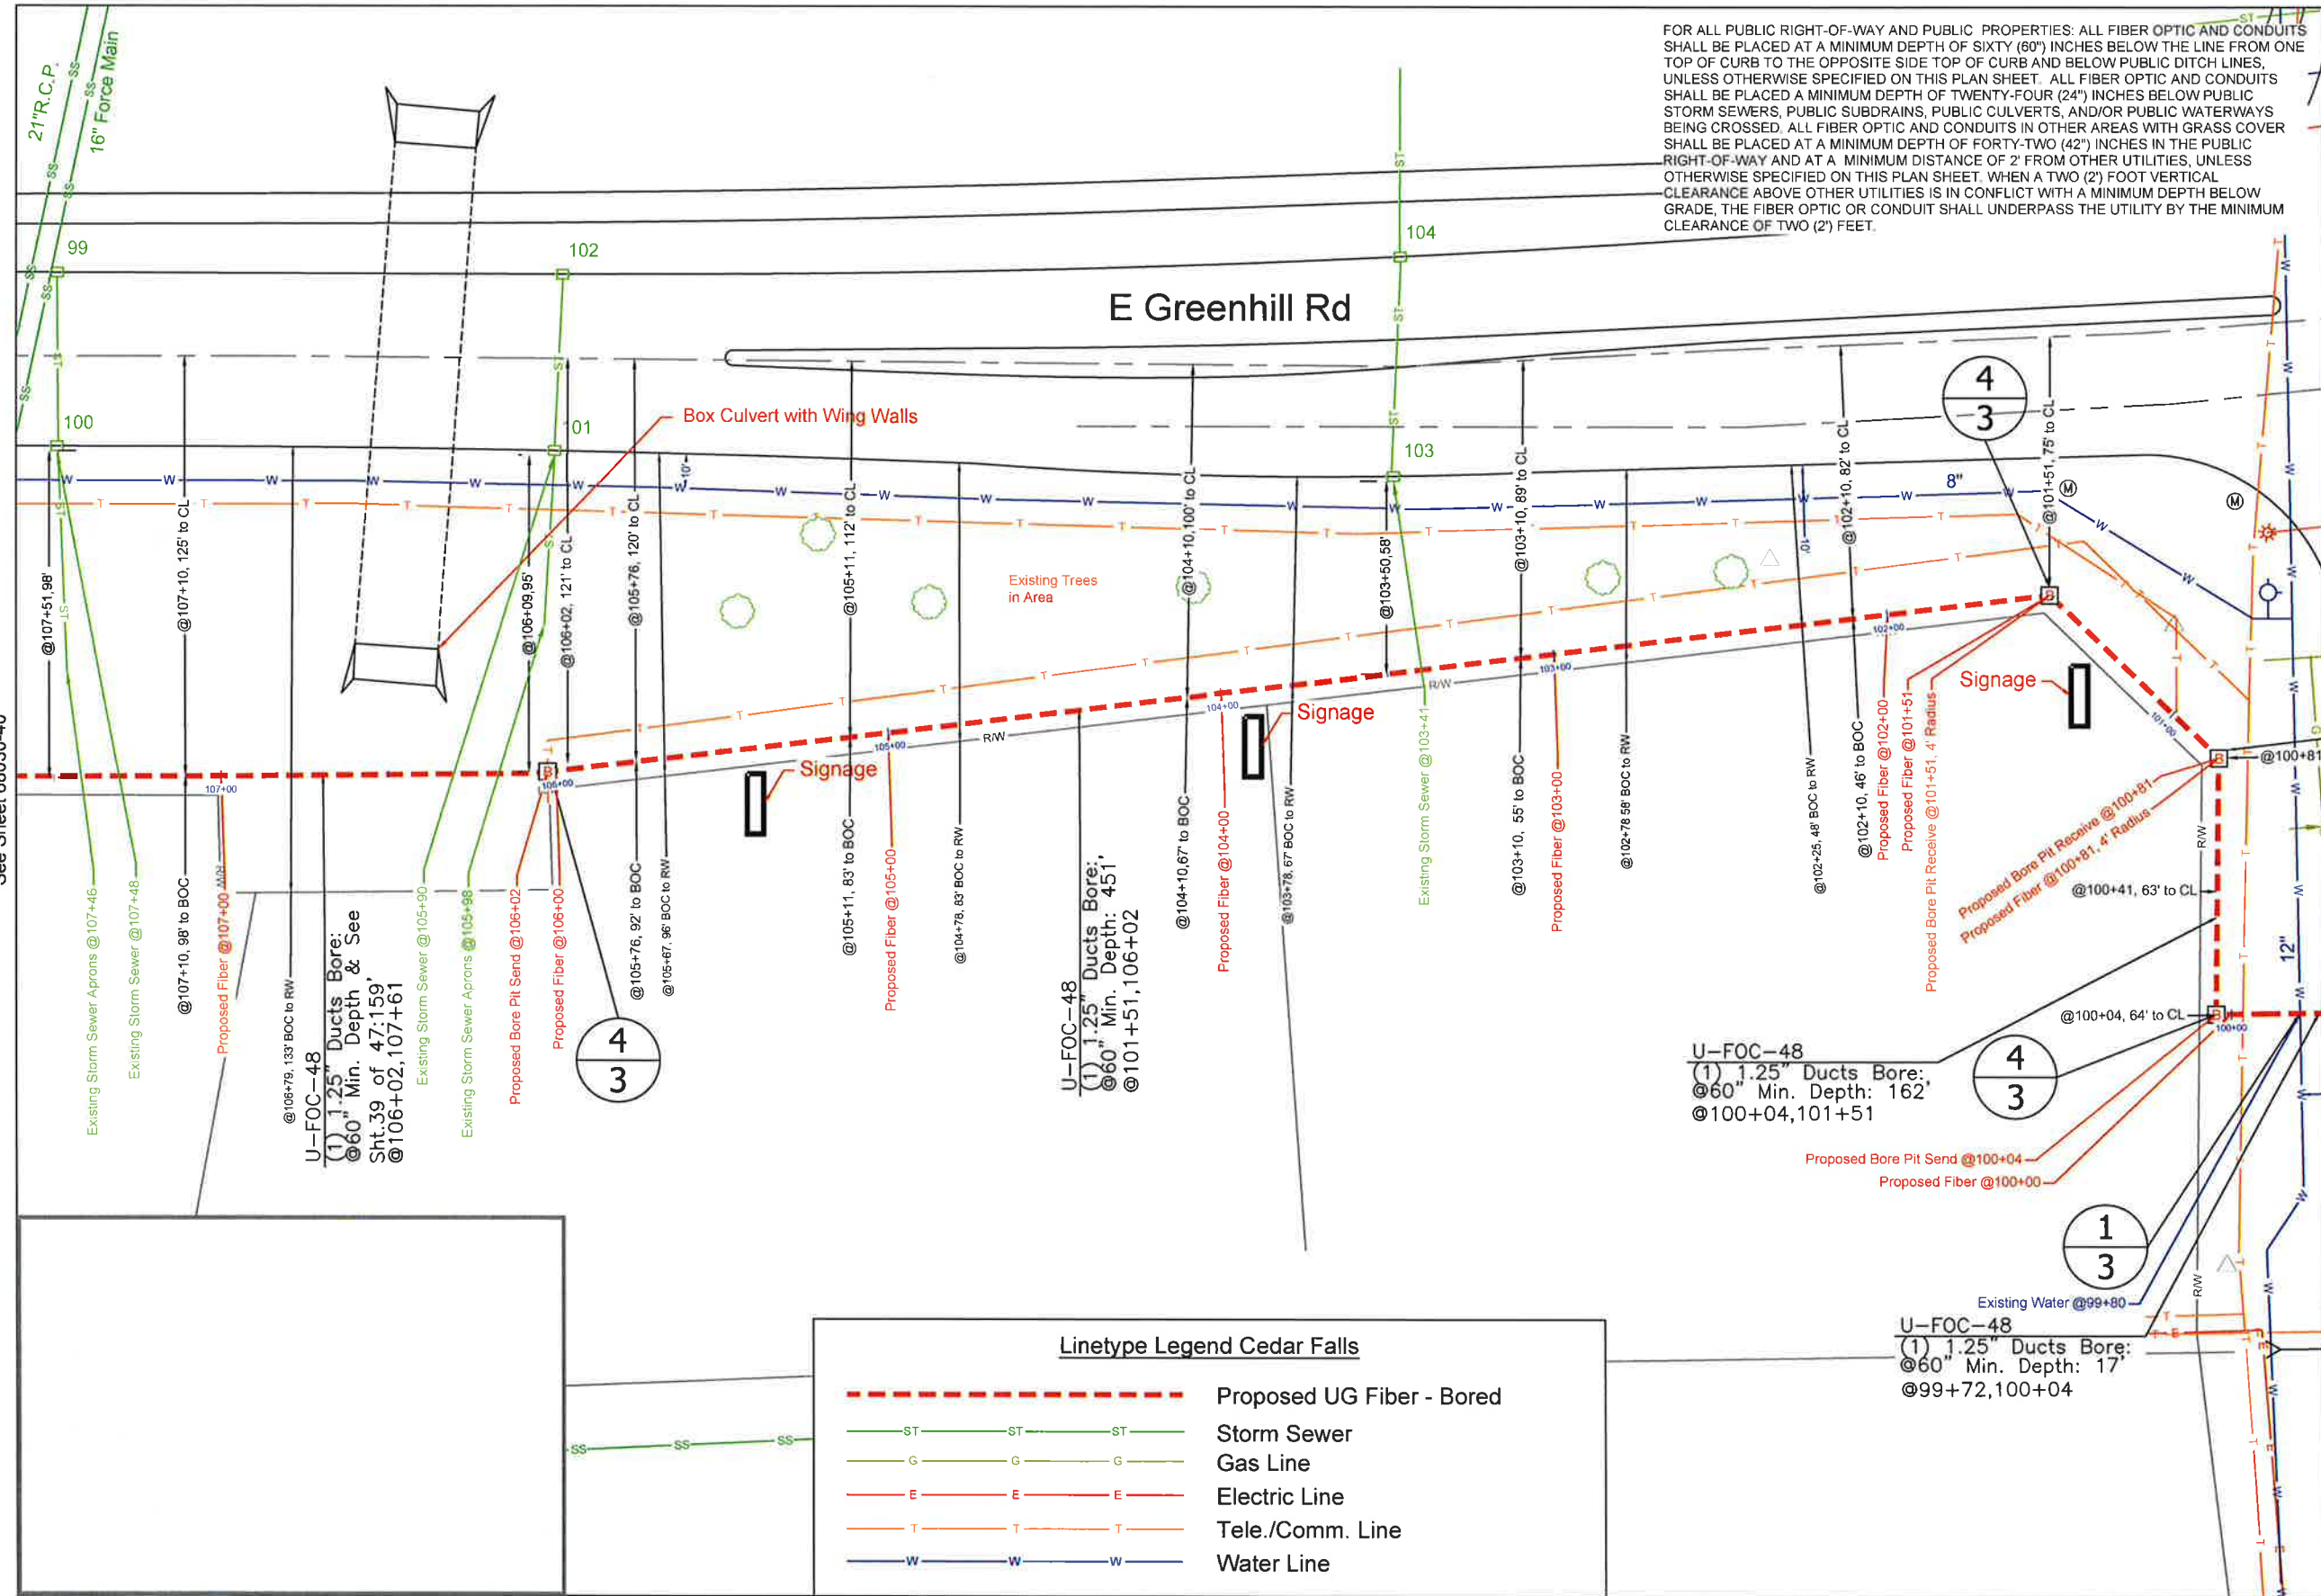 FOR ALL PUBLIC RIGHT-OF-WAY AND PUBLIC PROPERTIES: ALL FIBER OPTIC AND CONDUITS
SHALL BE PLACED AT A MINIMUM DEPTH OF SIXTY (60") INCHES BELOW THE LINE FROM ONE
TOP OF CURB TO THE OPPOSITE SIDE TOP OF CURB AND BELOW PUBLIC DITCH LINES,
UNLESS OTHERWISE SPECIFIED ON THIS PLAN SHEET. ALL FIBER OPTIC AND CONDUITS
SHALL BE PLACED A MINIMUM DEPTH OF TWENTY-FOUR (24") INCHES BELOW PUBLIC
STORM SEWERS, PUBLIC SUBDRAINS, PUBLIC CULVERTS, AND/OR PUBLIC WATERWAYS
BEING CROSSED. ALL FIBER OPTIC AND CONDUITS IN OTHER AREAS WITH GRASS COVER
SHALL BE PLACED AT A MINIMUM DEPTH OF FORTY-TWO (42") INCHES IN THE PUBLIC
RIGHT-OF-WAY AND AT A MINIMUM DISTANCE OF 2' FROM OTHER UTILITIES, UNLESS
OTHERWISE SPECIFIED ON THIS PLAN SHEET. WHEN A TWO (2') FOOT VERTICAL
CLEARANCE ABOVE OTHER UTILITIES IS IN CONFLICT WITH A MINIMUM DEPTH BELOW
GRADE, THE FIBER OPTIC OR CONDUIT SHALL UNDERPASS THE UTILITY BY THE MINIMUM
CLEARANCE OF TWO (2') FEET.
21"R.C.P.
16" Force Main
99
102
104
E Greenhill Rd
100
01
103
Box Culvert with Wing Walls
4
3
8"
M
M
10'
10'
@107+51,98'
@107+10, 125' to CL
@106+09,95'
@106+02, 121' to CL
@105+76, 120' to CL
@105+11, 112' to CL
@104+10,100' to CL
@103+50,58'
@103+10, 89' to CL
@102+10, 82' to CL
@101+51, 75' to CL
Existing Trees
in Area
Signage
Signage
Signage
R/W
R/W
R/W
R/W
R/W
107+00
106+00
105+00
104+00
103+00
102+00
101+00
100+00
@100+81
Existing Storm Sewer Aprons @107+46
Existing Storm Sewer @107+48
@107+10, 98' to BOC
Proposed Fiber @107+00
@106+79, 133' BOC to RW
U-FOC-48
(1) 1.25" Ducts Bore:
@60" Min. Depth & See
Sht.39 of 47:159'
@106+02,107+61
Existing Storm Sewer @105+90
Existing Storm Sewer Aprons @105+98
Proposed Bore Pit Send @106+02
Proposed Fiber @106+00
4
3
@105+76, 92' to BOC
@105+67, 96' BOC to RW
@105+11, 83' to BOC
Proposed Fiber @105+00
@104+78, 83' BOC to RW
U-FOC-48
(1) 1.25" Ducts Bore:
@60" Min. Depth: 451',
@101+51,106+02
@104+10,67' to BOC
Proposed Fiber @104+00
@103+78, 67' BOC to RW
Existing Storm Sewer @103+41
@103+10, 55' to BOC
Proposed Fiber @103+00
@102+78 58' BOC to RW
@102+25, 48' BOC to RW
@102+10, 46' to BOC
Proposed Fiber @102+00
Proposed Fiber @101+51
Proposed Bore Pit Receive @101+51, 4' Radius
Proposed Bore Pit Receive @100+81
Proposed Fiber @100+81, 4' Radius
@100+41, 63' to CL
12"
@100+04, 64' to CL
U-FOC-48
(1) 1.25" Ducts Bore:
@60" Min. Depth: 162'
@100+04,101+51
4
3
Proposed Bore Pit Send @100+04
Proposed Fiber @100+00
1
3
Existing Water @99+80
U-FOC-48
(1) 1.25" Ducts Bore:
@60" Min. Depth: 17'
@99+72,100+04
Linetype Legend Cedar Falls
Proposed UG Fiber - Bored
ST ST ST Storm Sewer
G G G Gas Line
E E E Electric Line
T T T Tele./Comm. Line
W W W Water Line